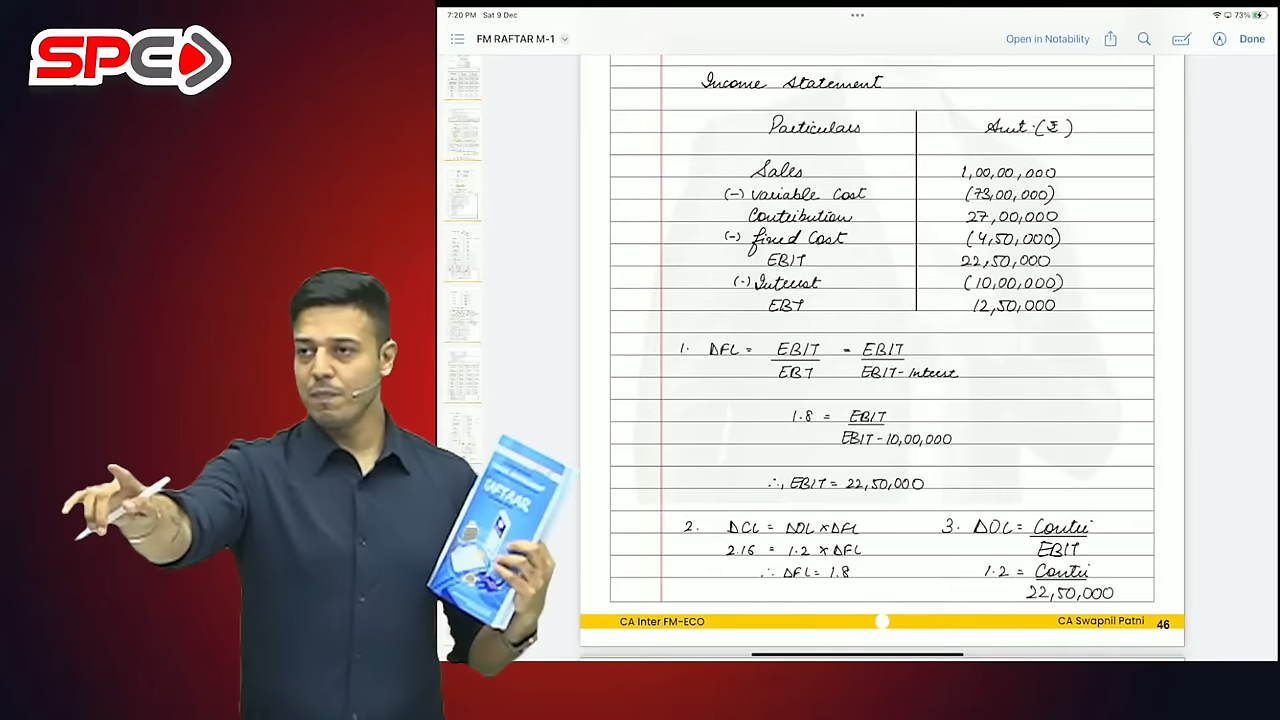 SPC
7:20 PM Sat 9 Dec
73%
FM RAFTAR M-1
Open in Notability
Done
Income Statement
Particulars Amt.(₹)
Sales 1,00,00,000
(-) Variable Cost (73,00,000)
Contribution 27,00,000
(-) fixed Cost (4,50,000)
EBIT 22,50,000
(-) Interest (10,00,000)
EBT ,50,000
1. DFL = EBIT = EBIT
EBT EBIT-Interest
1.8 = EBIT
EBIT-10,00,000
∴, EBIT = 22,50,000
2. DCL = DOL × DFL
2.16 = 1.2 × DFL
∴ DFL = 1.8
3. DOL = Contri
EBIT
1.2 = Contri
22,50,000
CA Inter FM-ECO
CA Swapnil Patni 46
RAFTAAR